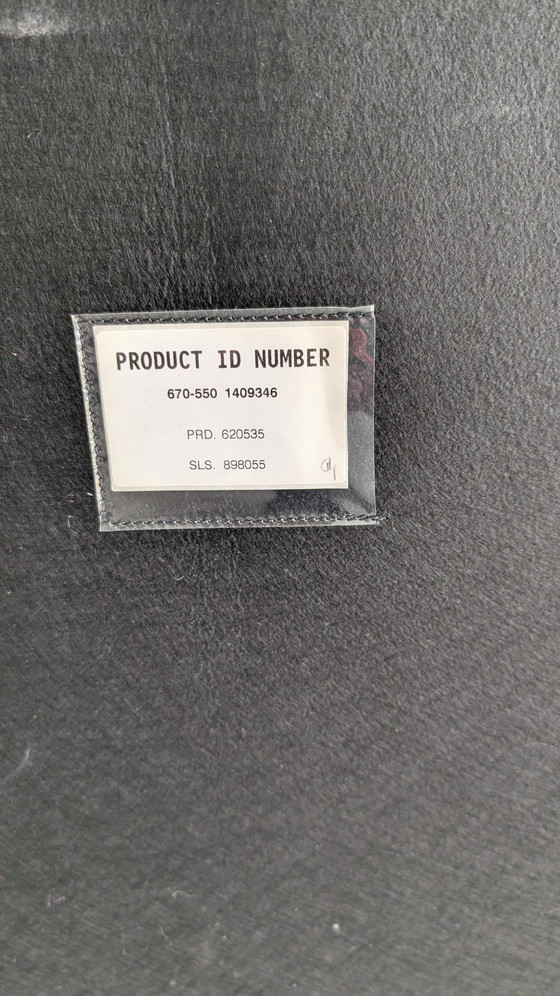 PRODUCT ID NUMBER
670-550 1409346
PRD. 620535
SLS. 898055